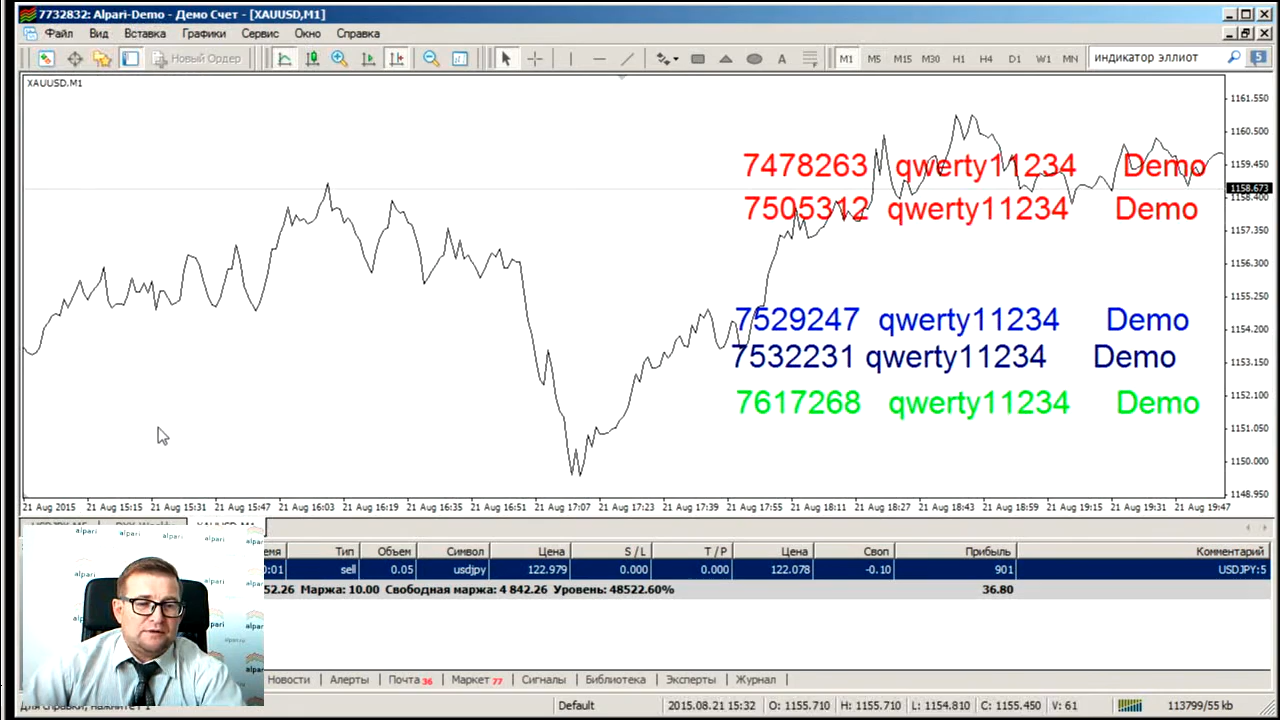 7732832: Alpari-Demo - Демо Счет - [XAUUSD,M1]
Файл Вид Вставка Графики Сервис Окно Справка
Новый Ордер M1 M5 M15 M30 H1 H4 D1 W1 MN индикатор эллиот 5
XAUUSD.M1
1161.550
1160.500
7478263 qwerty11234 Demo 1159.450
1158.673
1158.400
7505312 qwerty11234 Demo
1157.350
1156.300
1155.250
7529247 qwerty11234 Demo
1154.200
7532231 qwerty11234 Demo
1153.150
1152.100
7617268 qwerty11234 Demo
1151.050
1150.000
1148.950
21 Aug 2015 21 Aug 15:15 21 Aug 15:31 21 Aug 15:47 21 Aug 16:03 21 Aug 16:19 21 Aug 16:35 21 Aug 16:51 21 Aug 17:07 21 Aug 17:23 21 Aug 17:39 21 Aug 17:55 21 Aug 18:11 21 Aug 18:27 21 Aug 18:43 21 Aug 18:59 21 Aug 19:15 21 Aug 19:31 21 Aug 19:47
емя Тип Объем Символ Цена S / L T / P Цена Своп Прибыль Комментарий
0:01 sell 0.05 usdjpy 122.979 0.000 0.000 122.078 -0.10 901 USDJPY:5
52.26 Маржа: 10.00 Свободная маржа: 4 842.26 Уровень: 48522.60% 36.80
alpari
Новости Алерты Почта 36 Маркет 77 Сигналы Библиотека Эксперты Журнал
Default 2015.08.21 15:32 O: 1155.710 H: 1155.710 L: 1154.810 C: 1155.450 V: 61 113799/55 kb